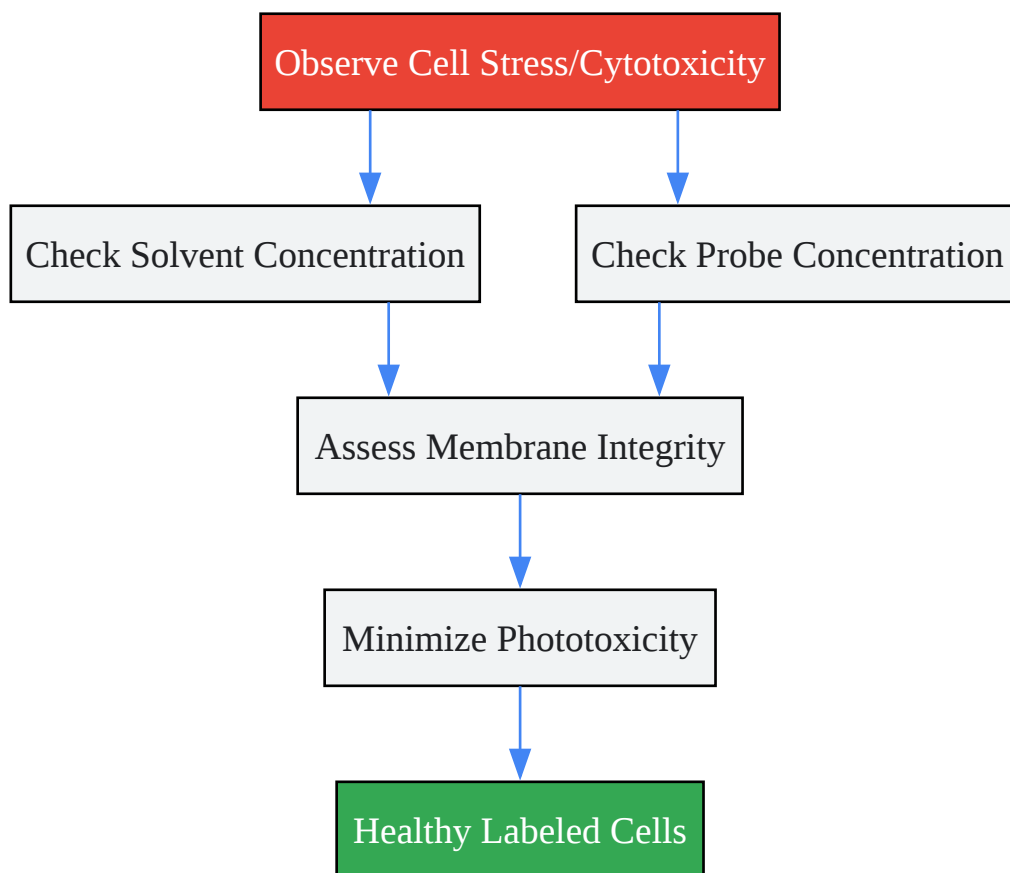 Observe Cell Stress/Cytotoxicity
Check Solvent Concentration
Check Probe Concentration
Assess Membrane Integrity
Minimize Phototoxicity
Healthy Labeled Cells